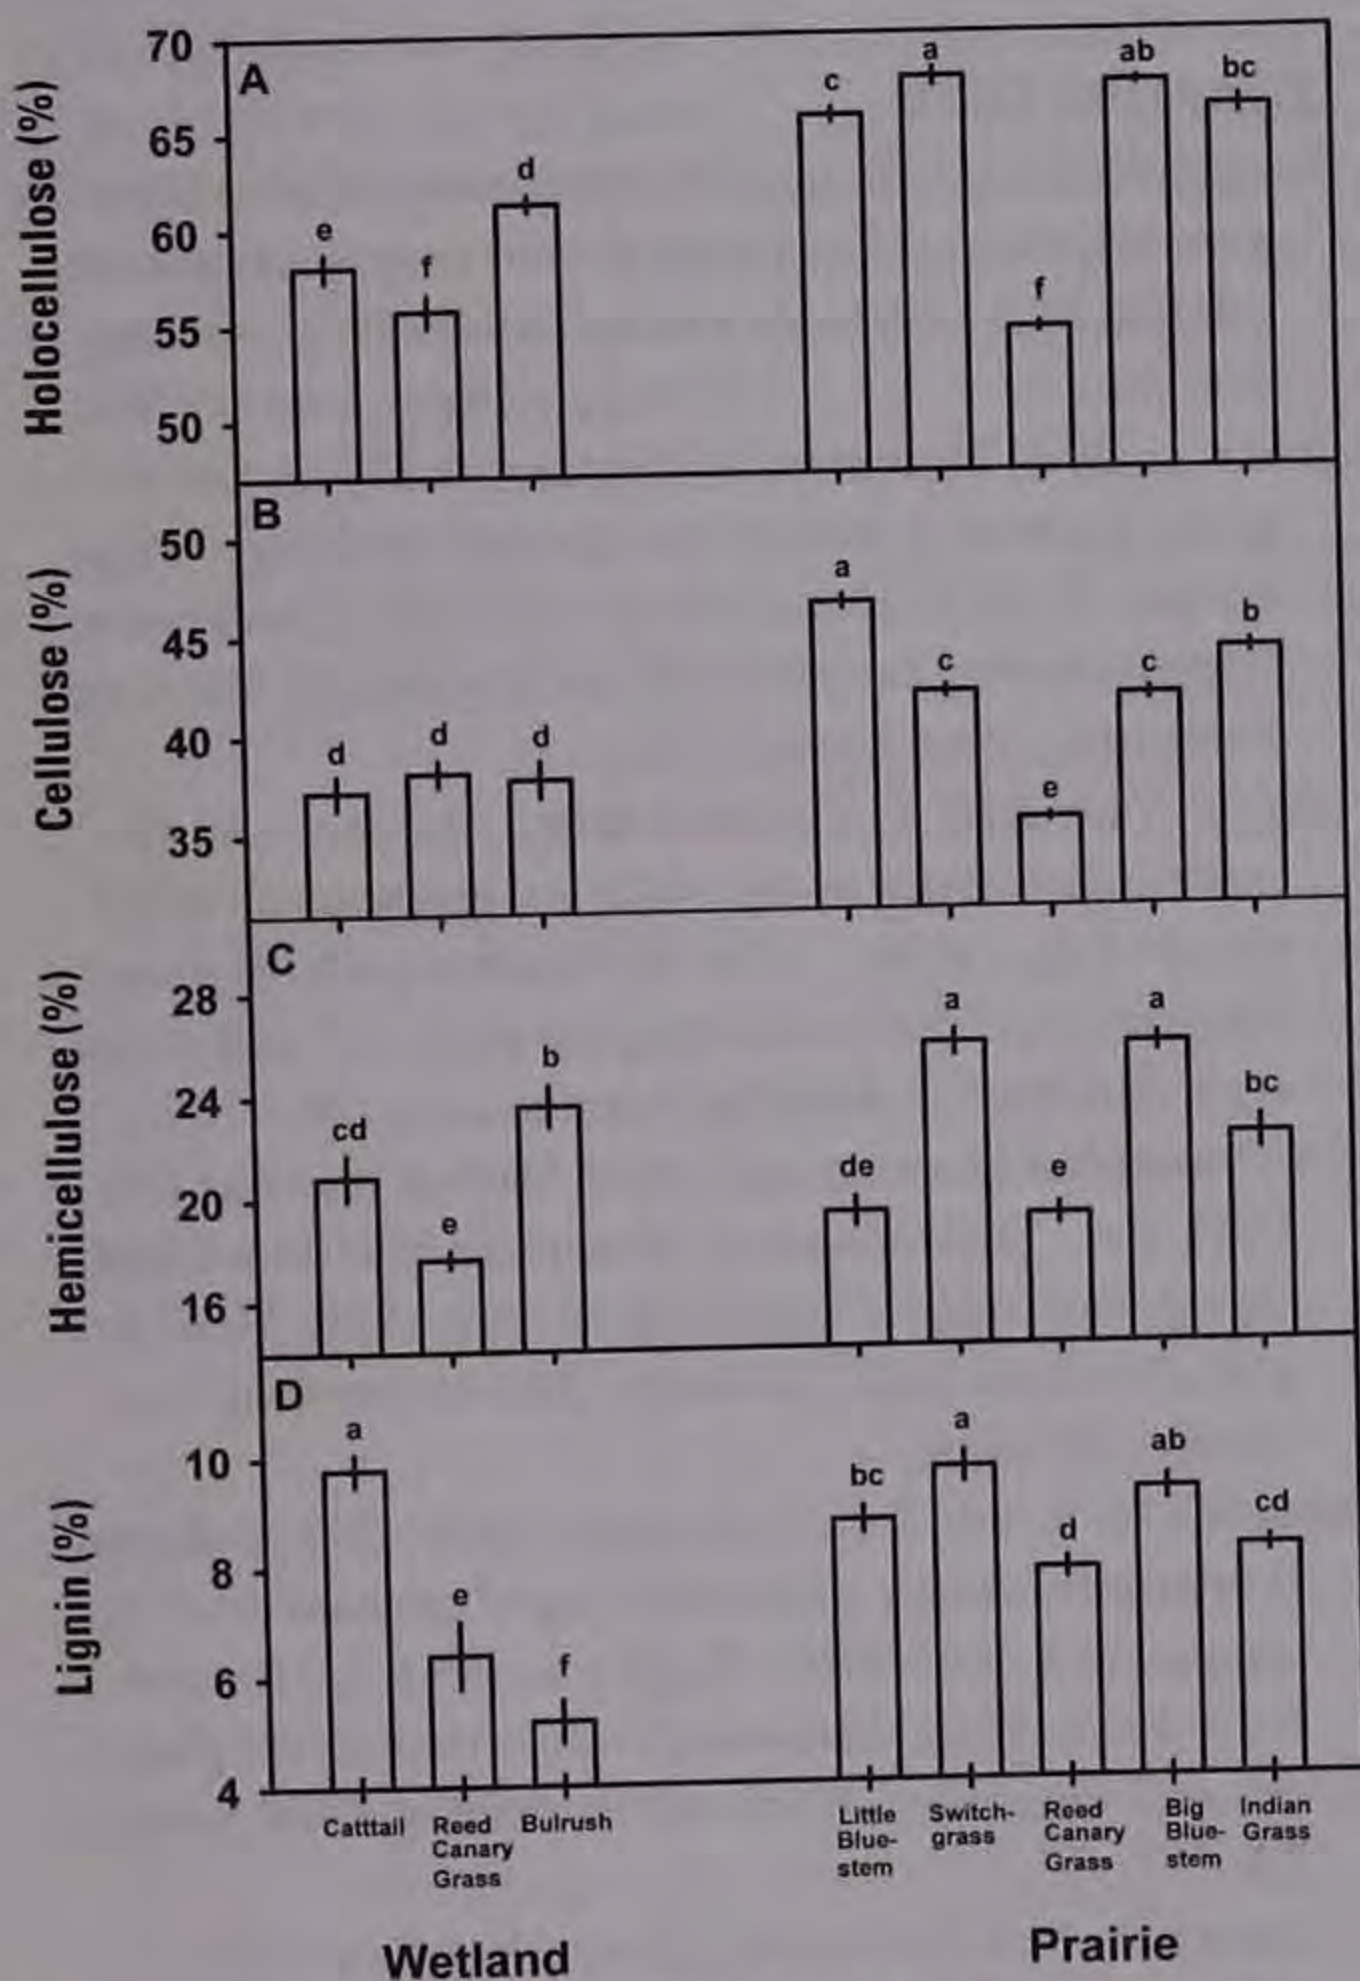 Holocellulose (%)
70
65
60
55
50
A
e
f
d
c
a
f
ab
bc
Cellulose (%)
50
45
40
35
B
d
d
d
a
c
e
c
b
Hemicellulose (%)
28
24
20
16
C
cd
e
b
de
a
e
a
bc
Lignin (%)
10
8
6
4
D
a
e
f
bc
a
d
ab
cd
Catttail
Reed
Canary
Grass
Bulrush
Little
Blue-
stem
Switch-
grass
Reed
Canary
Grass
Big
Blue-
stem
Indian
Grass
Wetland
Prairie